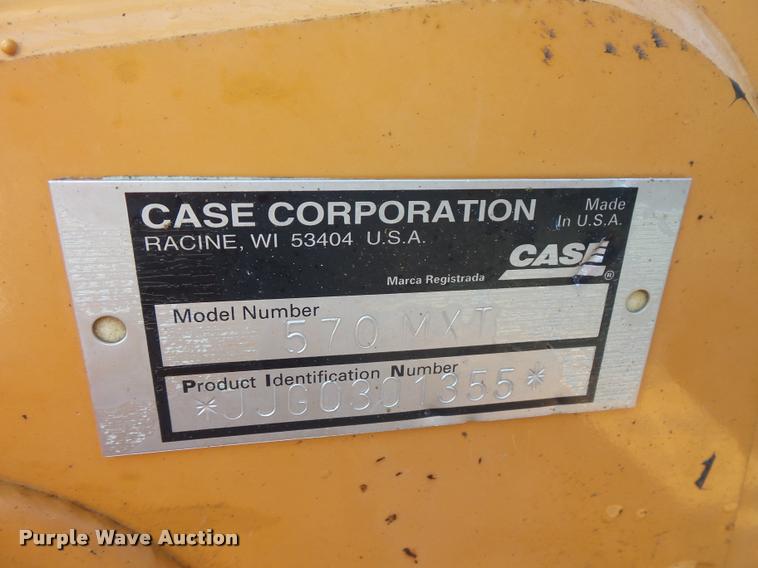 CASE CORPORATION
RACINE, WI 53404 U.S.A.
Made
In U.S.A.
CASE
®
Marca Registrada
Model Number
570 MXT
Product Identification Number
*JJG0301355*
Purple Wave Auction®